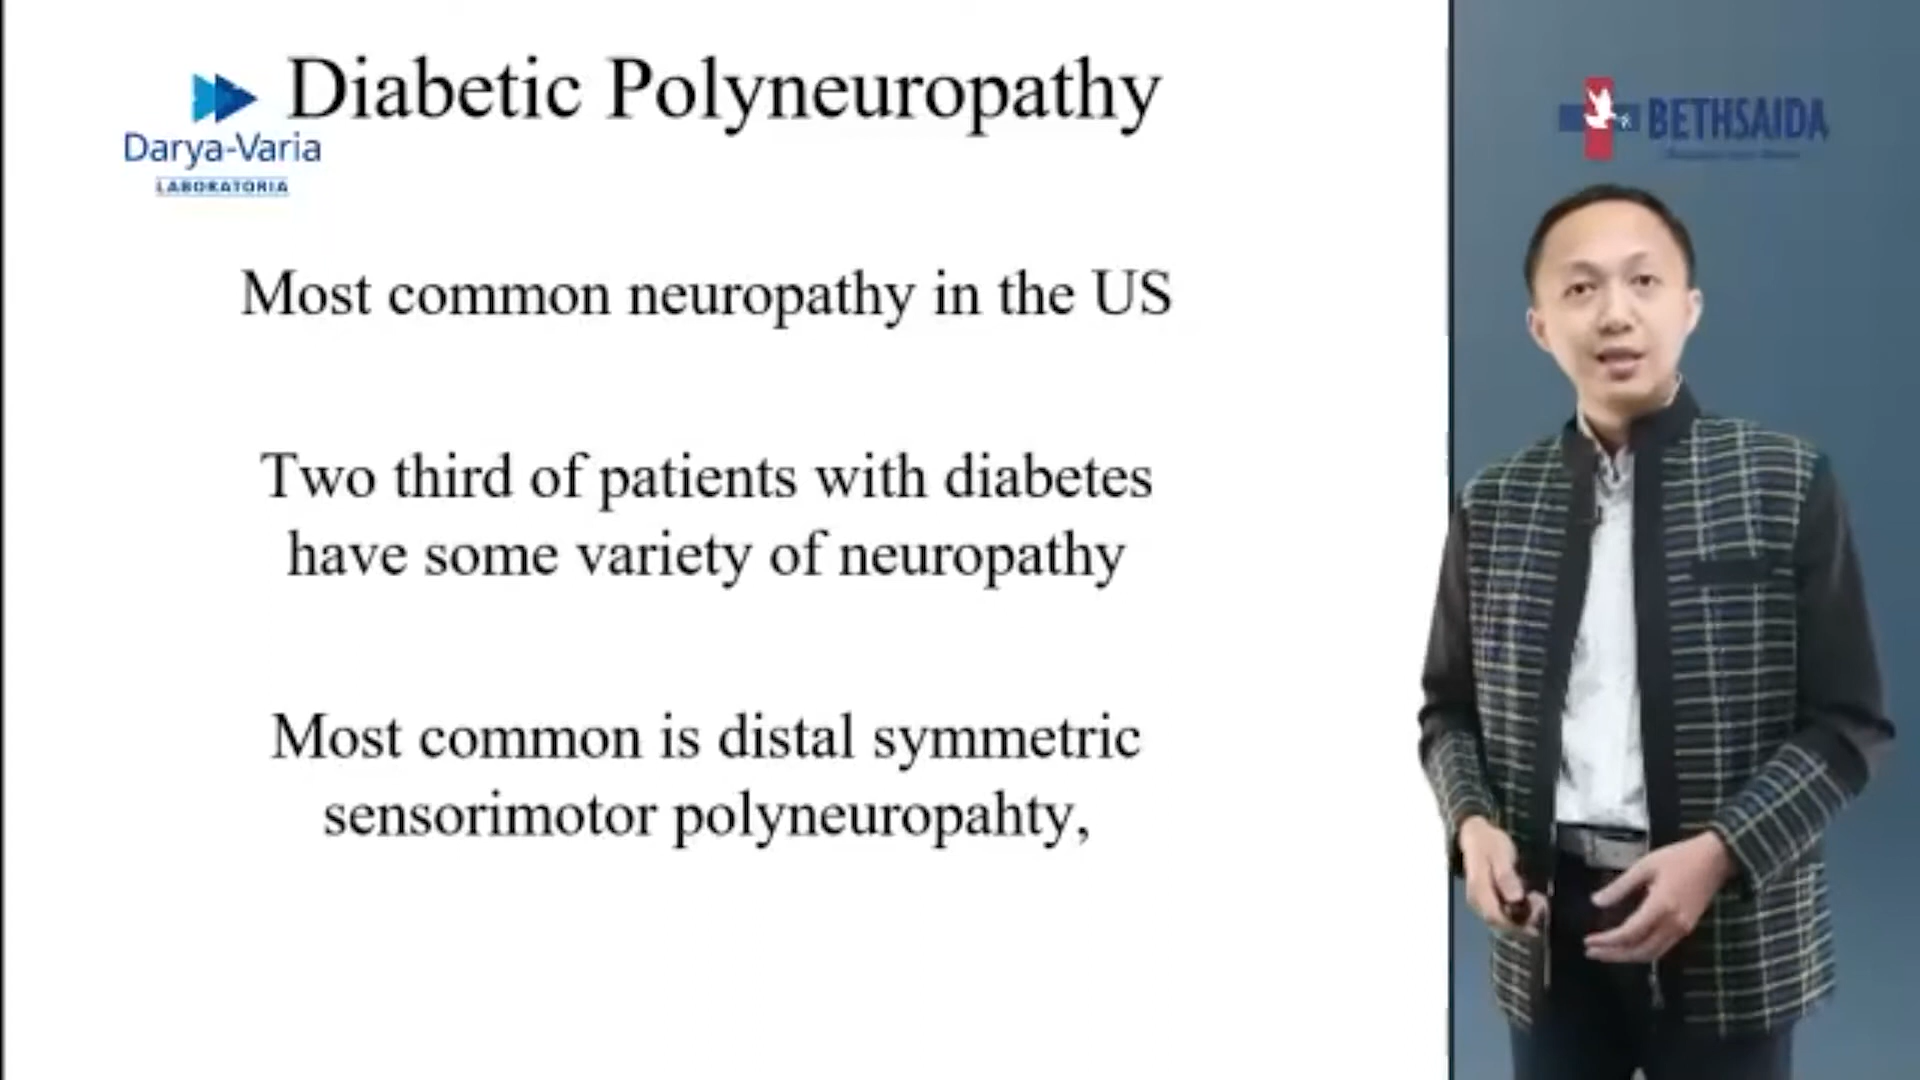 Diabetic Polyneuropathy
Darya-Varia
LABORATORIA
BETHSAIDA
Most common neuropathy in the US
Two third of patients with diabetes
have some variety of neuropathy
Most common is distal symmetric
sensorimotor polyneuropahty,